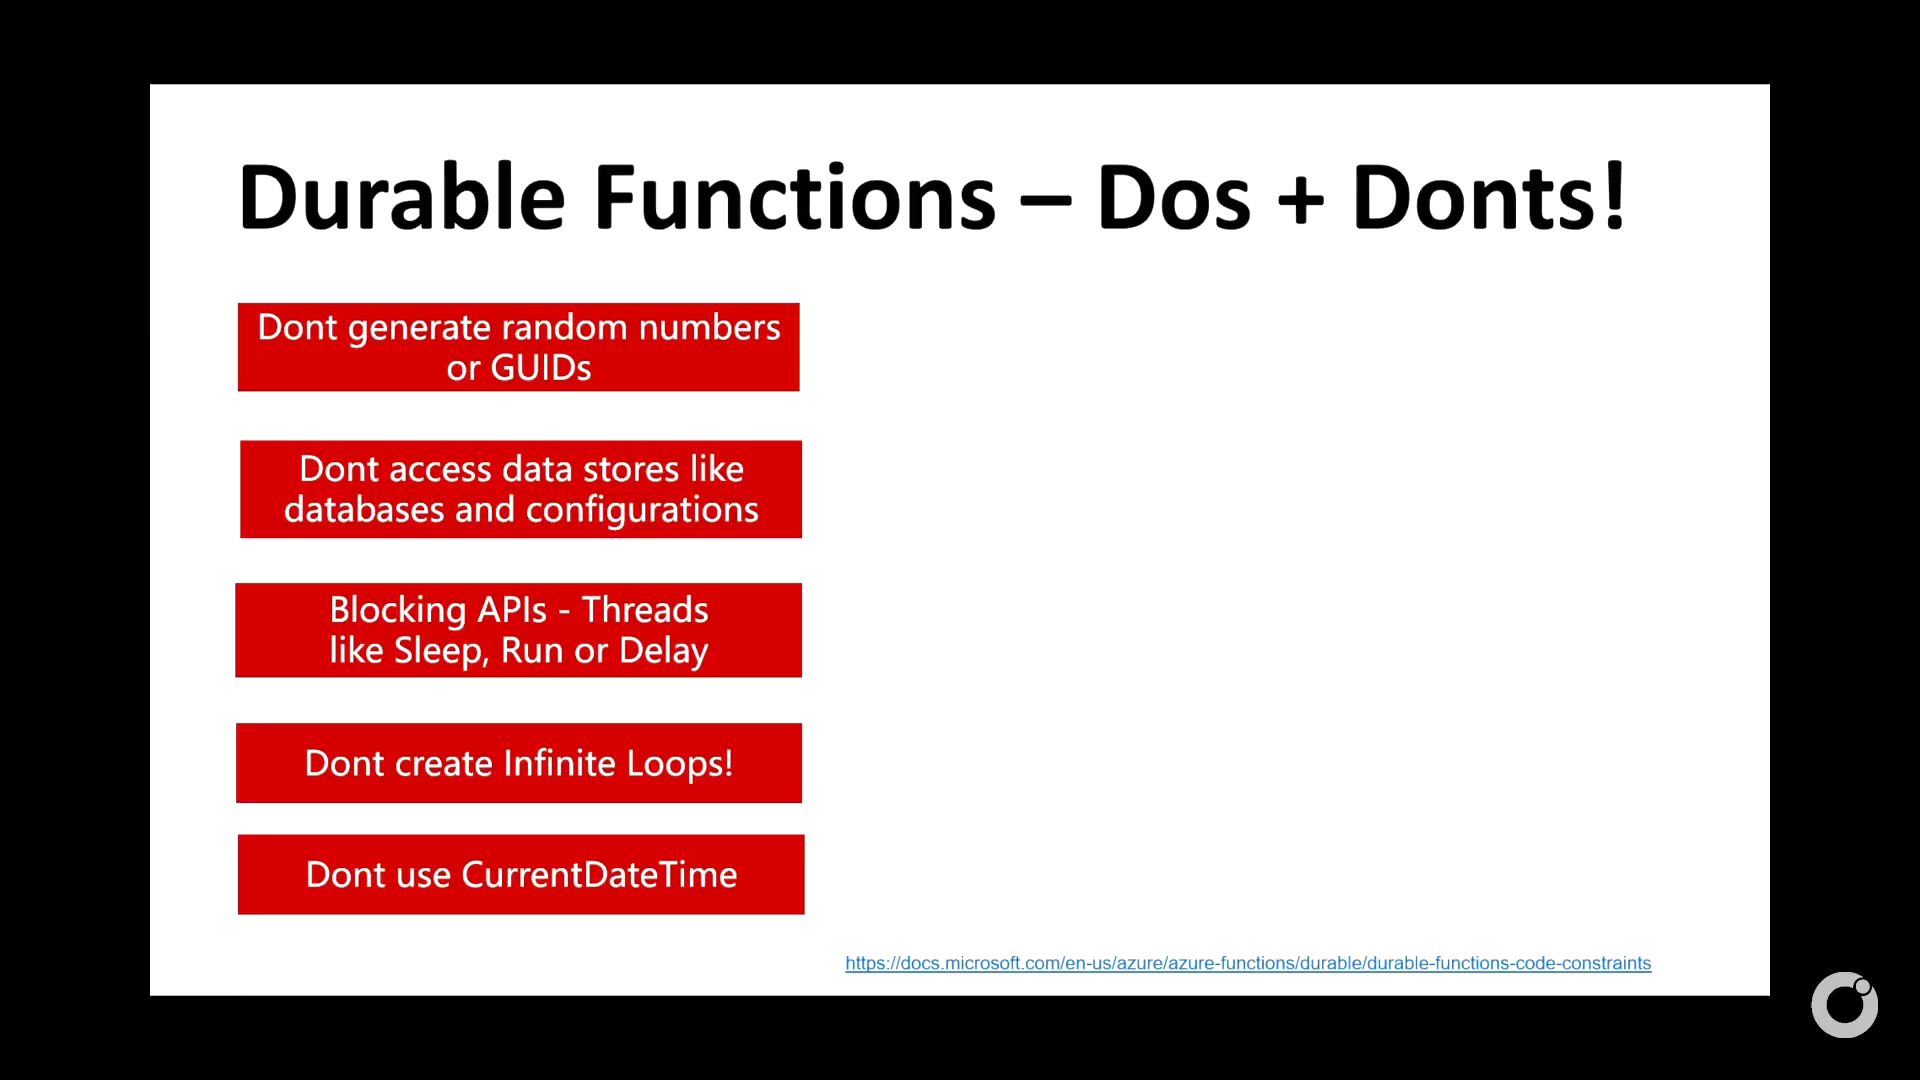 Durable Functions – Dos + Donts!
Dont generate random numbers
or GUIDs
Dont access data stores like
databases and configurations
Blocking APIs - Threads
like Sleep, Run or Delay
Dont create Infinite Loops!
Dont use CurrentDateTime
https://docs.microsoft.com/en-us/azure/azure-functions/durable/durable-functions-code-constraints